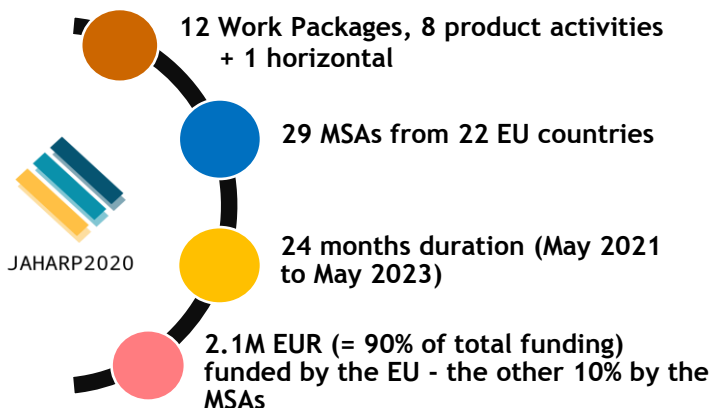 12 Work Packages, 8 product activities
+ 1 horizontal
29 MSAs from 22 EU countries
JAHARP2020
24 months duration (May 2021
to May 2023)
2.1M EUR (= 90% of total funding)
funded by the EU - the other 10% by the
MSAs